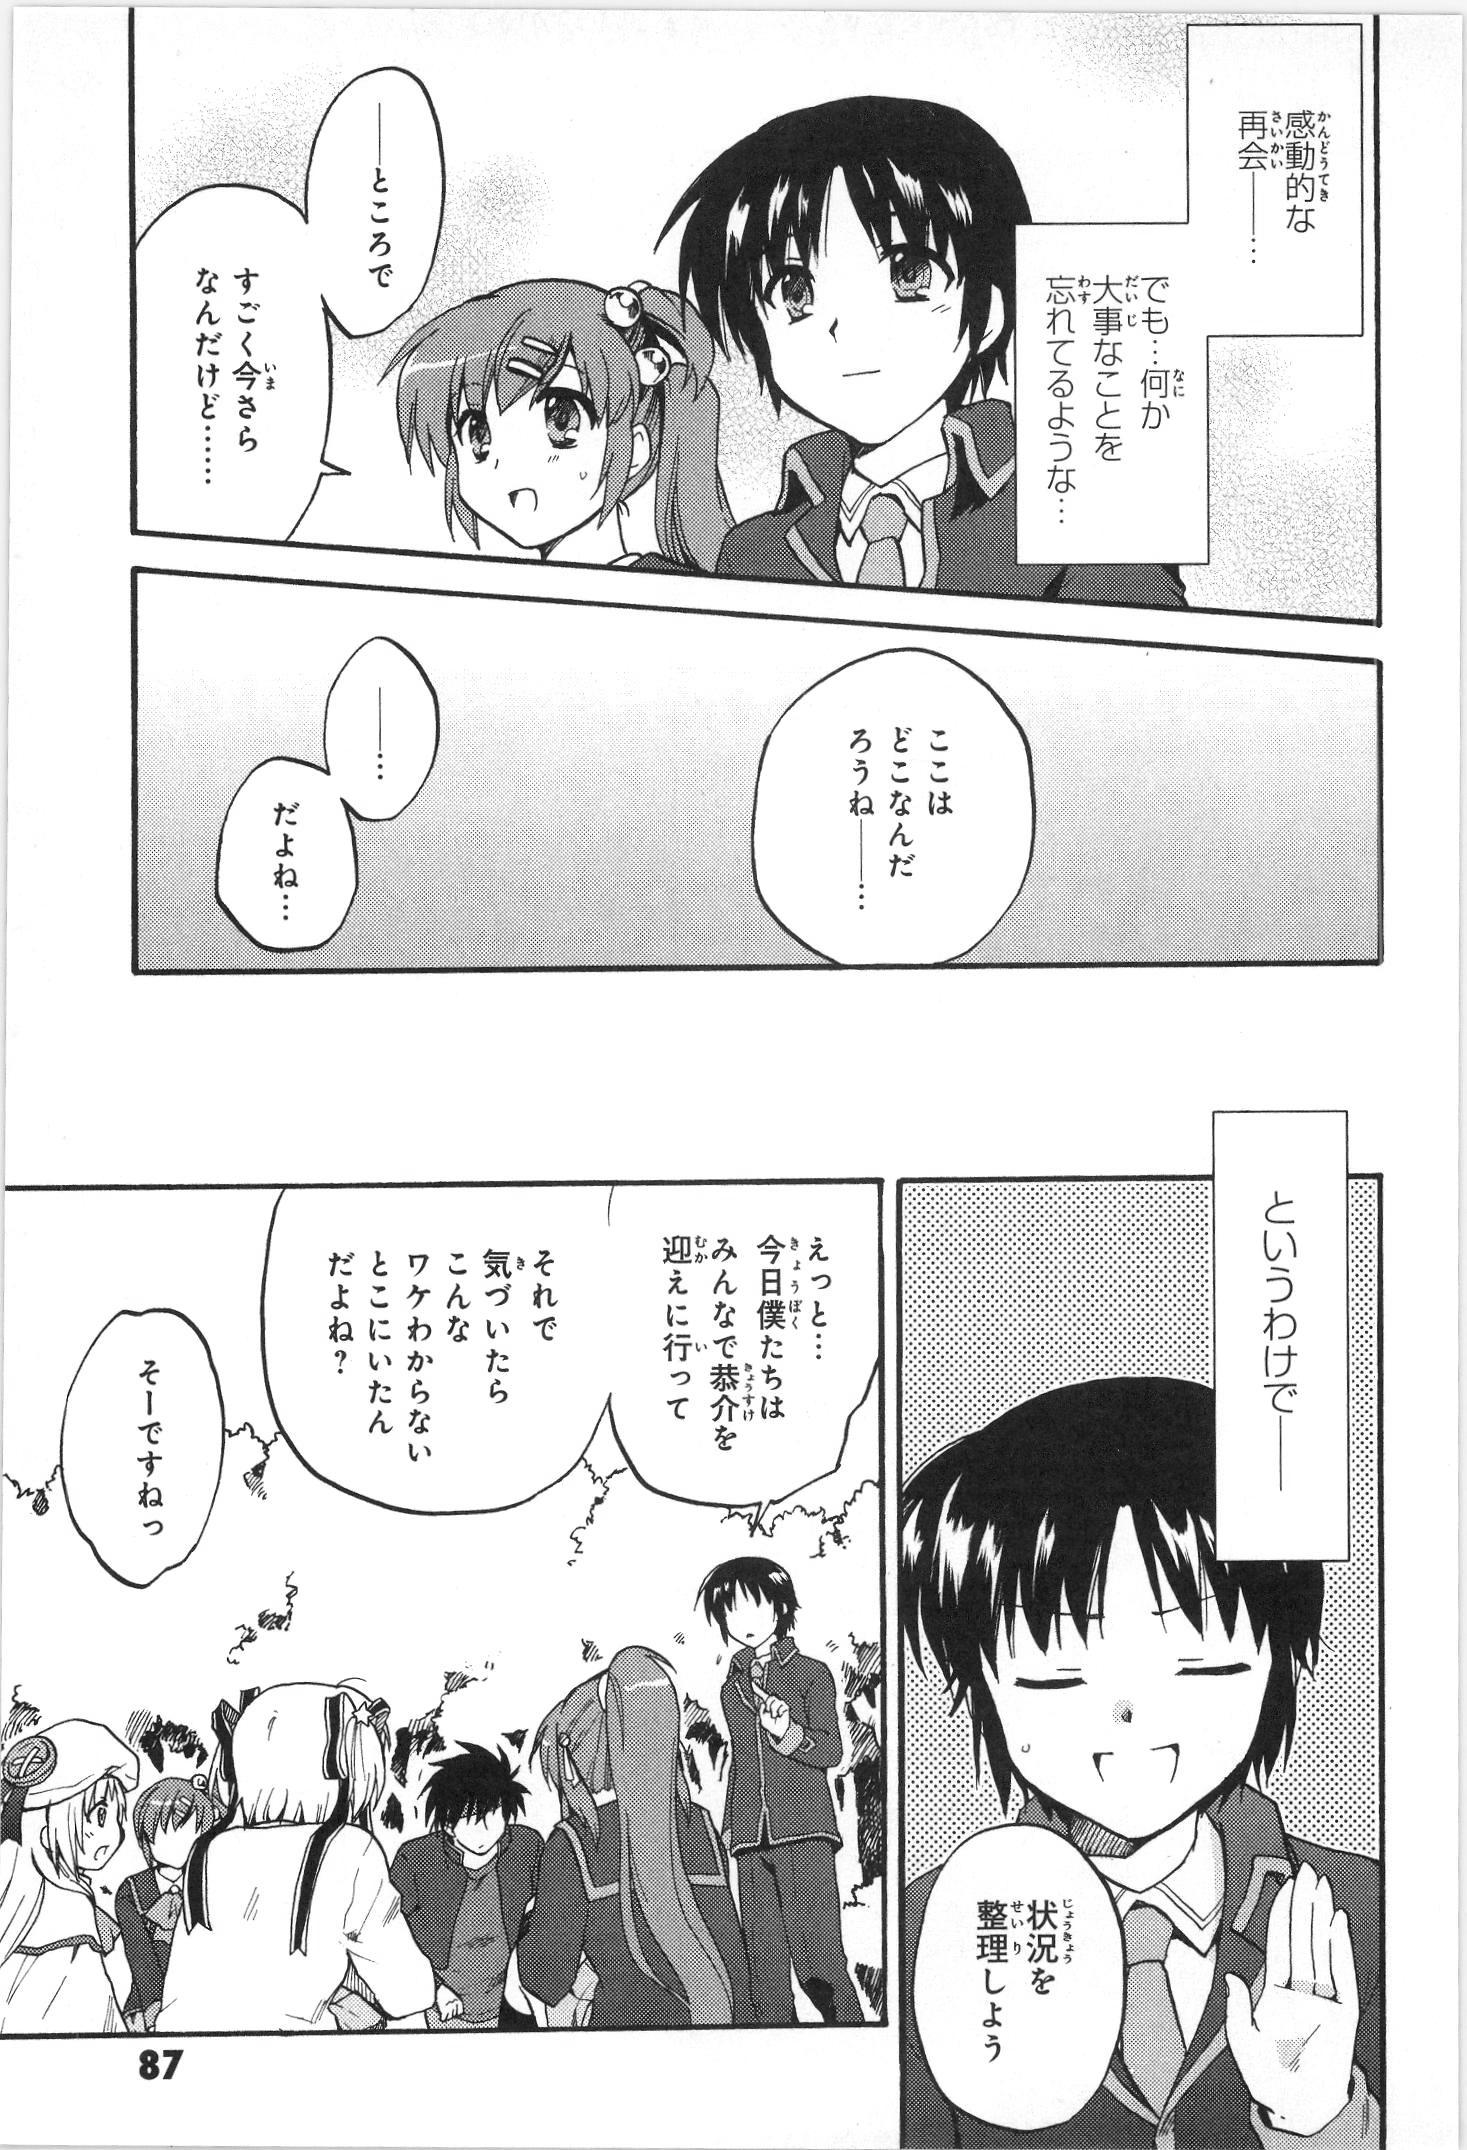 感動的な
再会――…
でも…何か
大事なことを
忘れてるような…
――ところで
すごく今さら
なんだけど……
ここは
どこなんだ
ろうね――…
――…
だよね…
というわけで――
状況を
整理しよう
えっと…
今日僕たちは
みんなで恭介を
迎えに行って
それで
気づいたら
こんな
ワケわからない
とこにいたん
だよね?
そーですねっ
87